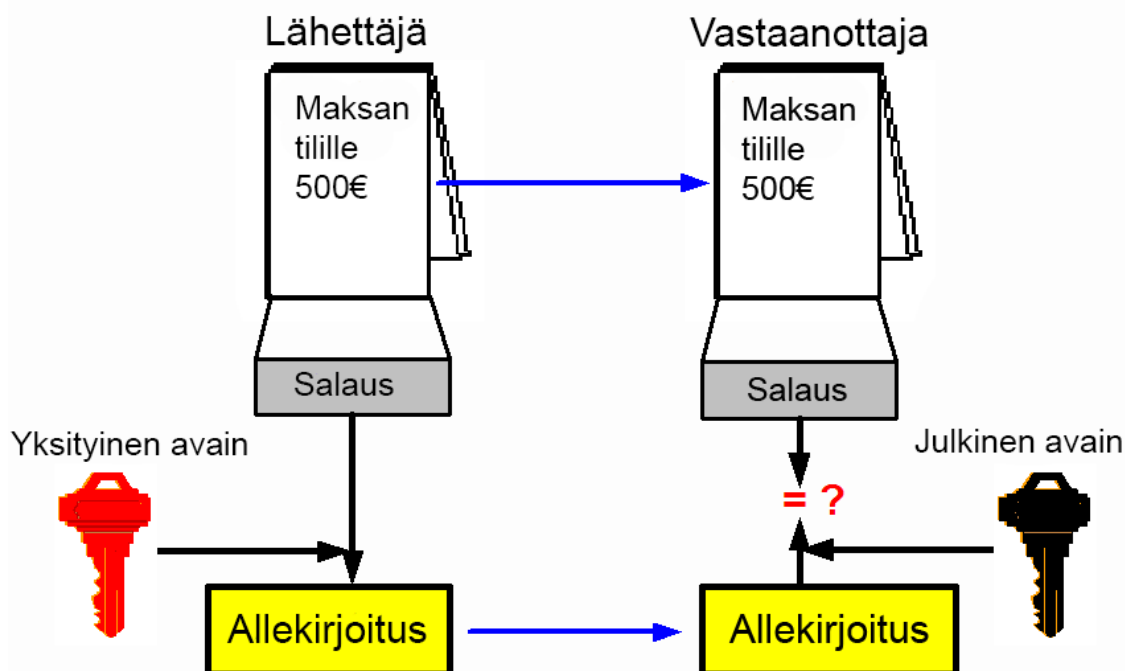 Lähettäjä
Vastaanottaja
Maksan
tilille
500€
Maksan
tilille
500€
Salaus
Salaus
Yksityinen avain
Julkinen avain
= ?
Allekirjoitus
Allekirjoitus